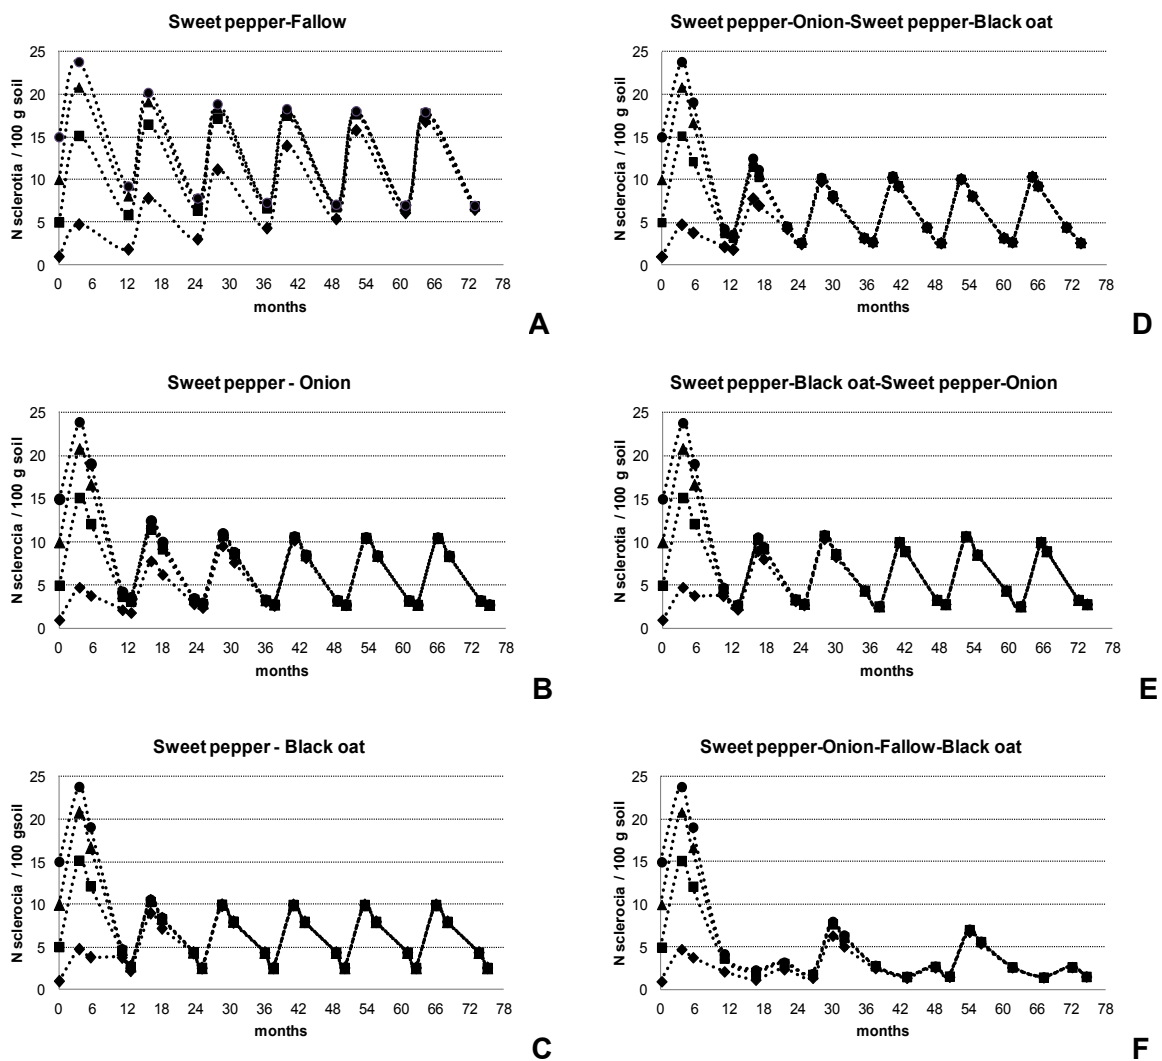 Sweet pepper-Fallow
N sclerotia / 100 g soil
25
20
15
10
5
0
0 6 12 18 24 30 36 42 48 54 60 66 72 78
months
A
Sweet pepper - Onion
N sclerocia / 100 g soil
25
20
15
10
5
0
0 6 12 18 24 30 36 42 48 54 60 66 72 78
months
B
Sweet pepper - Black oat
N sclerocia / 100 gsoil
25
20
15
10
5
0
0 6 12 18 24 30 36 42 48 54 60 66 72 78
months
C
Sweet pepper-Onion-Sweet pepper-Black oat
N sclerocia / 100 g soil
25
20
15
10
5
0
0 6 12 18 24 30 36 42 48 54 60 66 72 78
months
D
Sweet pepper-Black oat-Sweet pepper-Onion
N sclerotia / 100 g soil
25
20
15
10
5
0
0 6 12 18 24 30 36 42 48 54 60 66 72 78
months
E
Sweet pepper-Onion-Fallow-Black oat
N sclerocia / 100 g soil
25
20
15
10
5
0
0 6 12 18 24 30 36 42 48 54 60 66 72 78
months
F